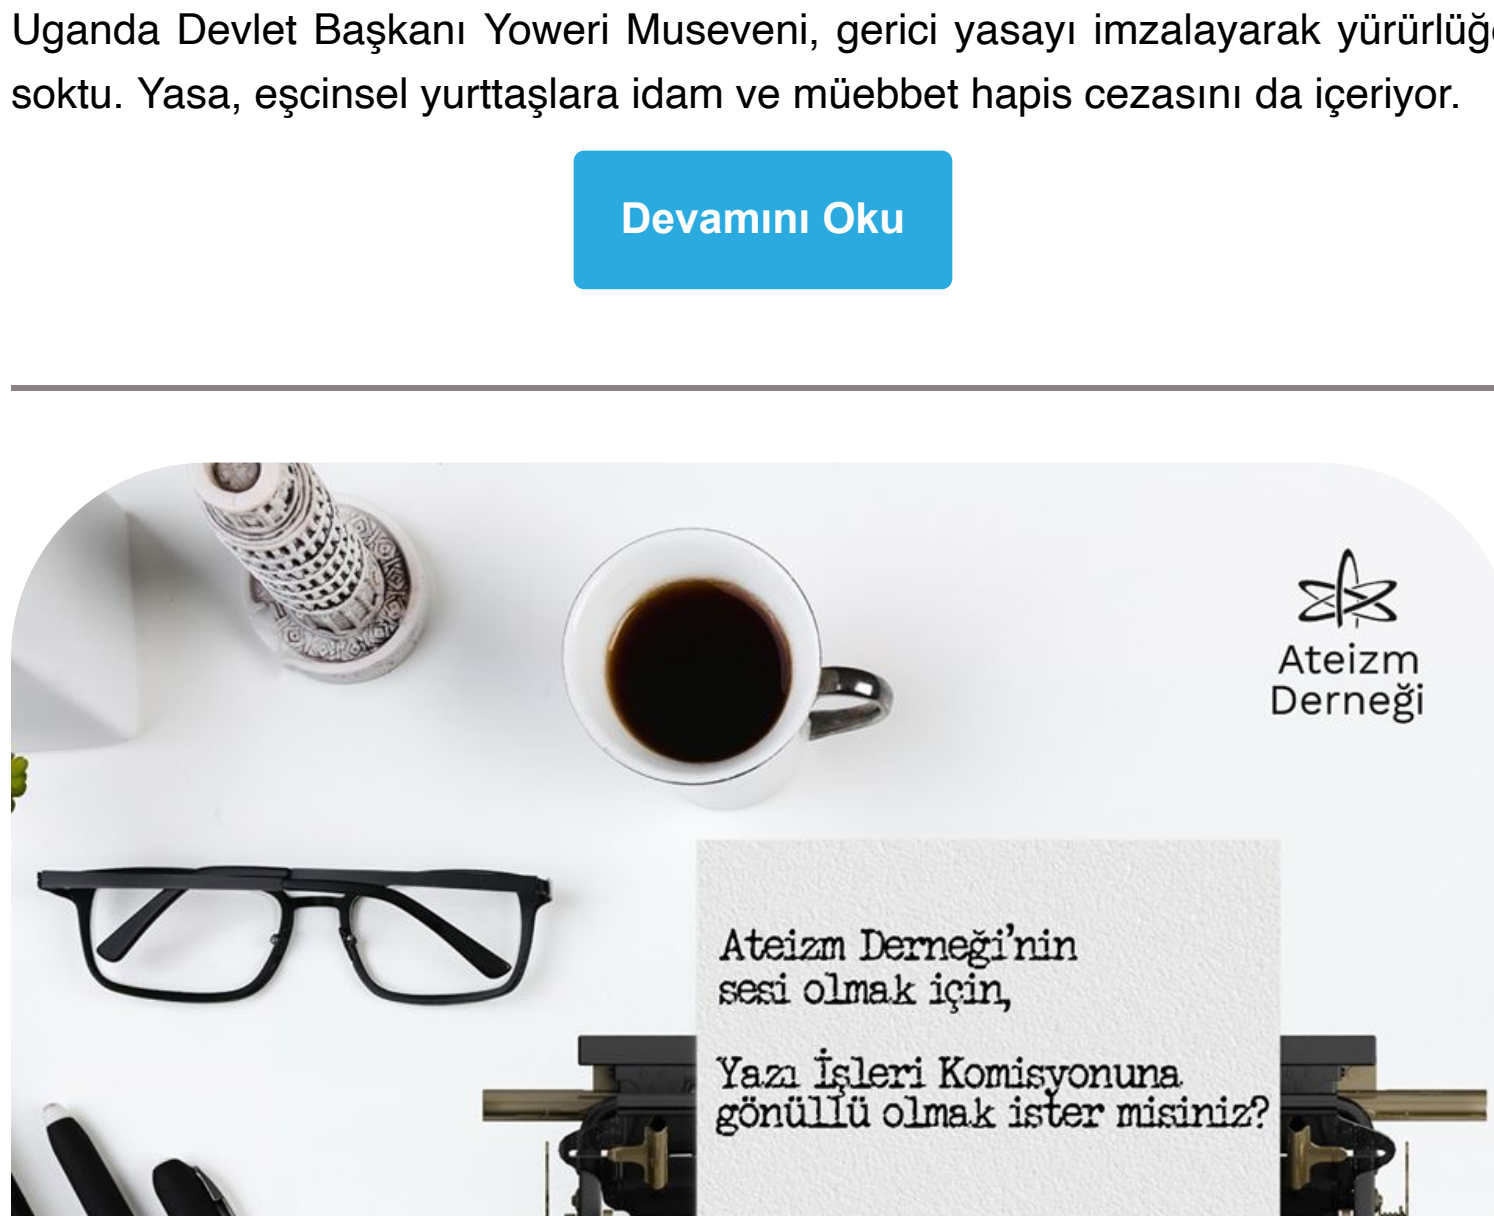 Uganda Devlet Başkanı Yoweri Museveni, gerici yasayı imzalayarak yürürlüğe
soktu. Yasa, eşcinsel yurttaşlara idam ve müebbet hapis cezasını da içeriyor.
Devamını Oku
Ateizm
Derneği
Ateizm Derneği'nin
sesi olmak için,
Yazı İşleri Komisyonuna
gönüllü olmak ister misiniz?